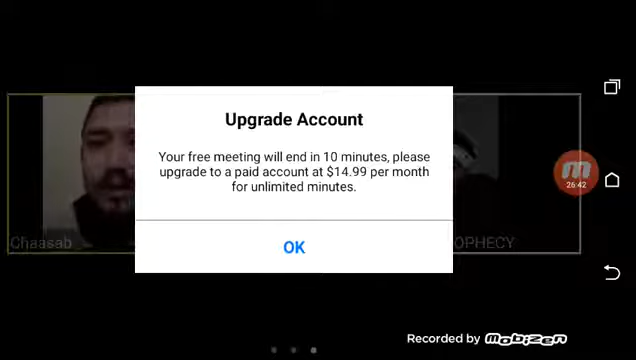 Upgrade Account
Your free meeting will end in 10 minutes, please
upgrade to a paid account at $14.99 per month
for unlimited minutes.
OK
Chaasab_
OPHECY
26:42
Recorded by Mobizen